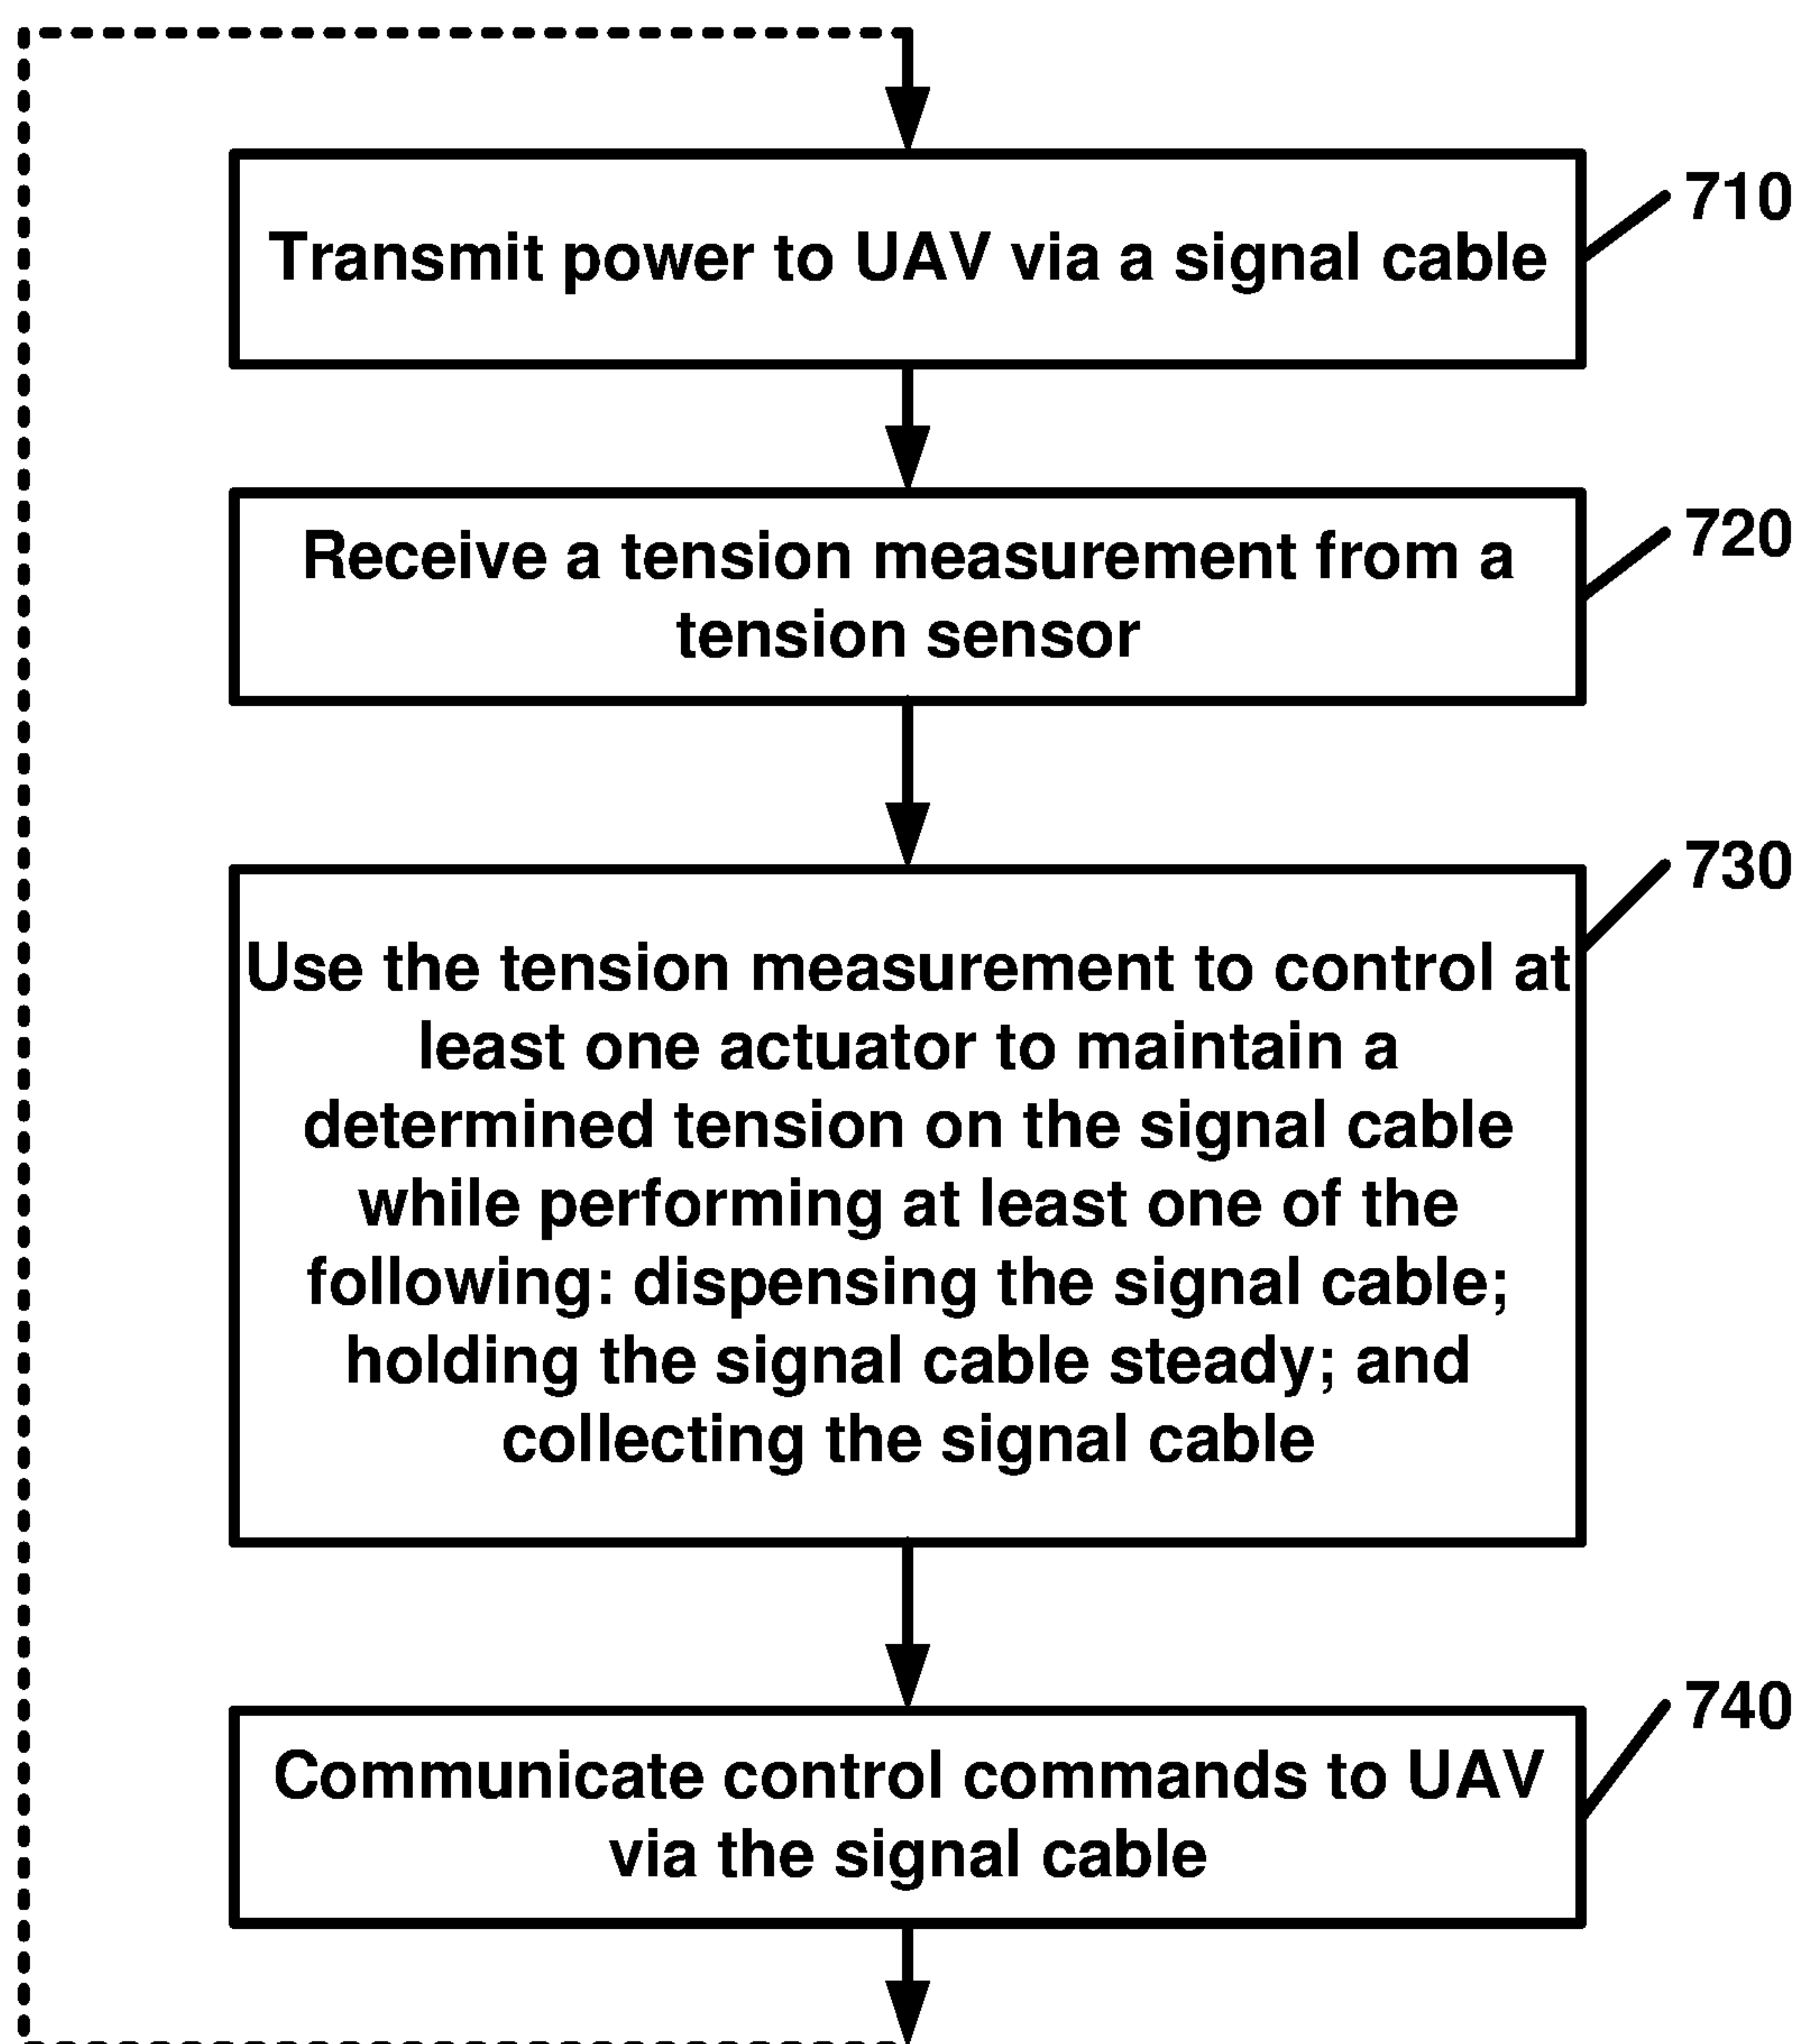 710
Transmit power to UAV via a signal cable
720
Receive a tension measurement from a
tension sensor
730
Use the tension measurement to control at
least one actuator to maintain a
determined tension on the signal cable
while performing at least one of the
following: dispensing the signal cable;
holding the signal cable steady; and
collecting the signal cable
740
Communicate control commands to UAV
via the signal cable